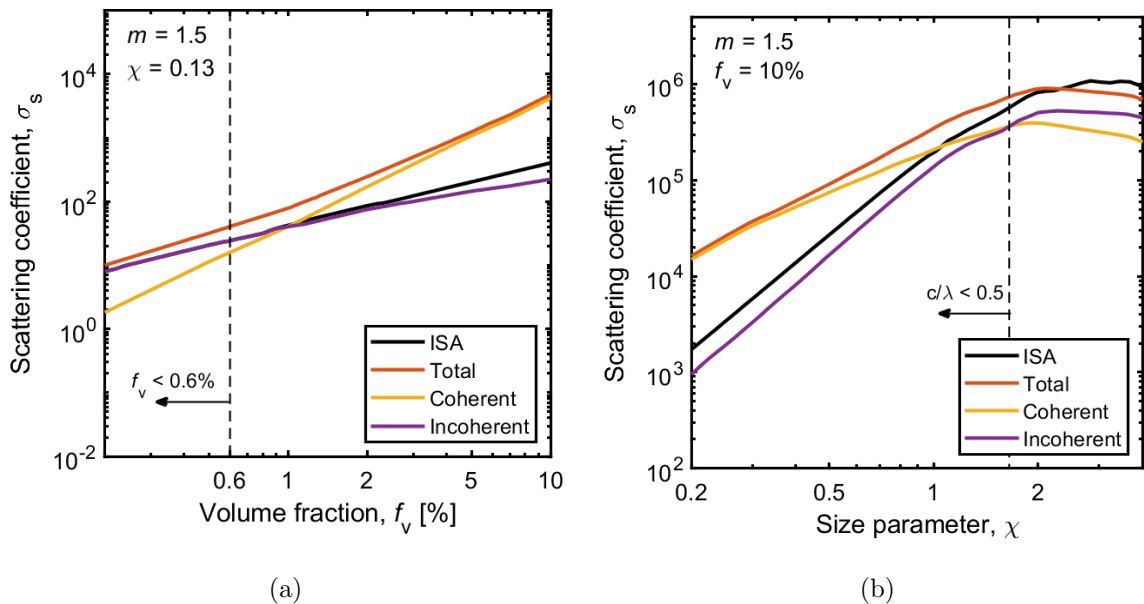 m = 1.5
χ = 0.13
Scattering coefficient, σs
10^4
10^2
10^0
10^-2
f_v < 0.6%
ISA
Total
Coherent
Incoherent
0.6 1 2 5 10
Volume fraction, f_v [%]
(a)
m = 1.5
f_v = 10%
Scattering coefficient, σ_s
10^6
10^5
10^4
10^3
10^2
c/λ < 0.5
ISA
Total
Coherent
Incoherent
0.2 0.5 1 2
Size parameter, χ
(b)